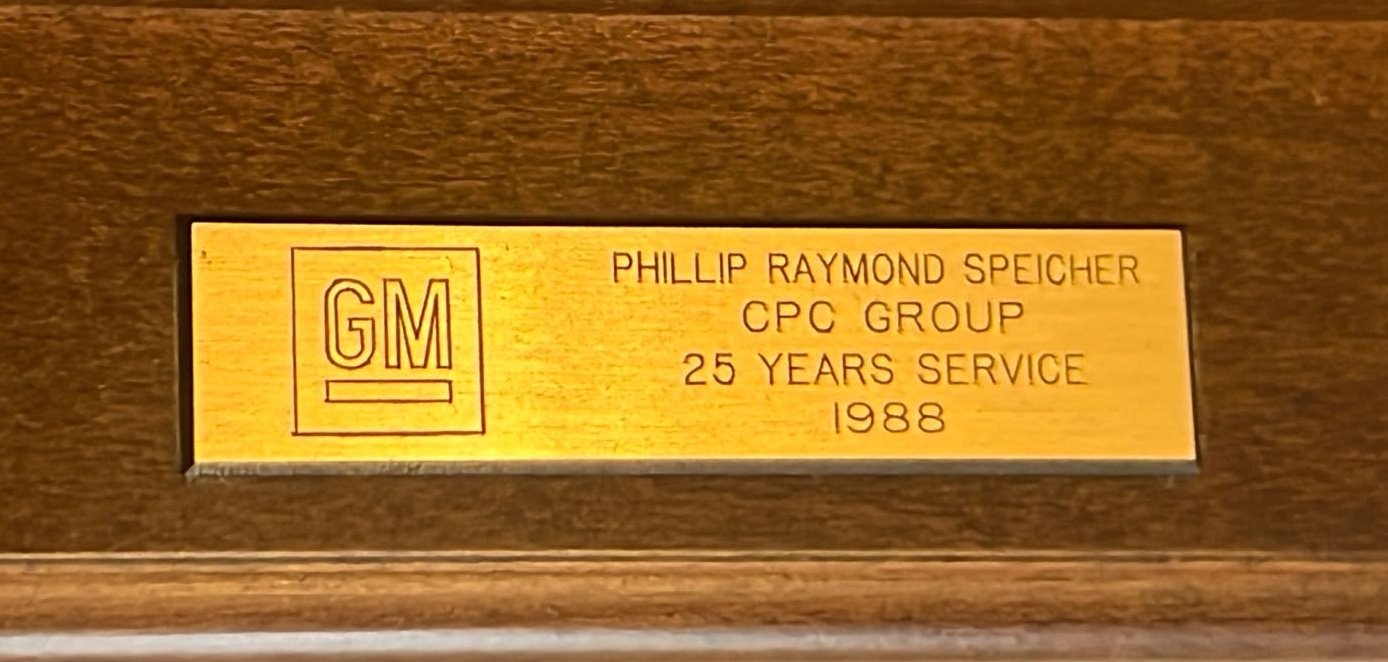 GM
PHILLIP RAYMOND SPEICHER
CPC GROUP
25 YEARS SERVICE
1988